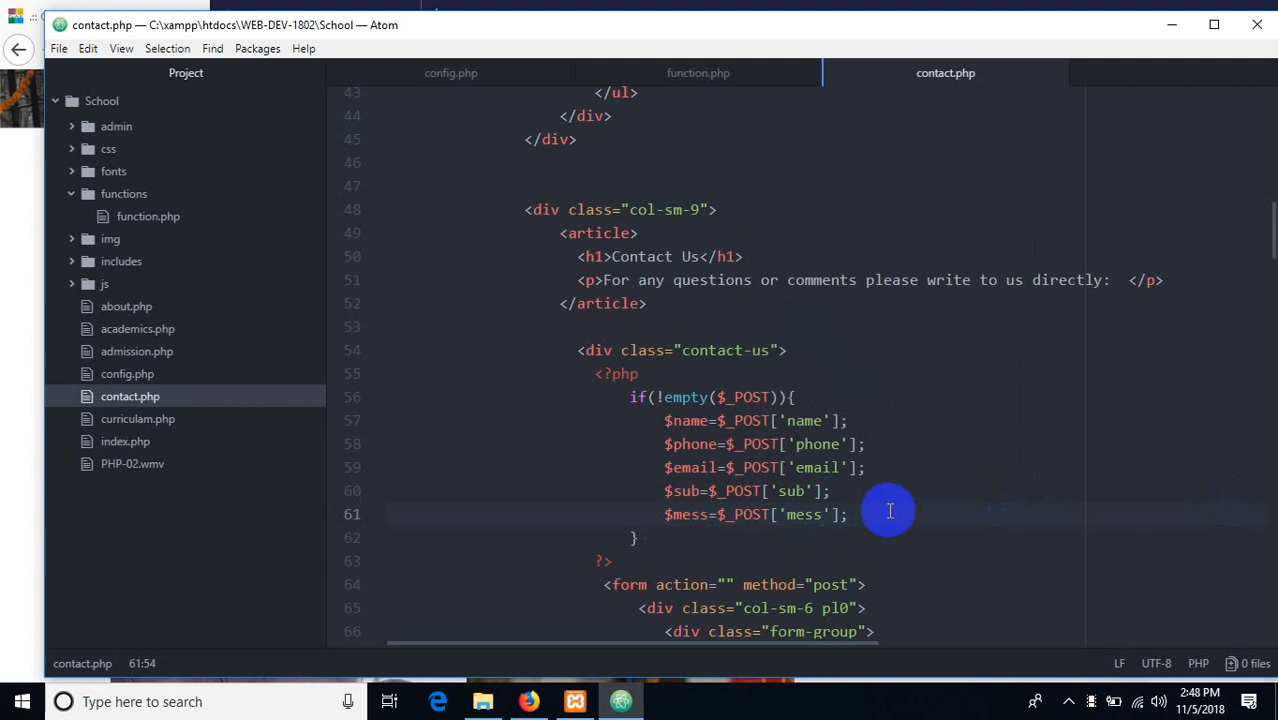 contact.php — C:\xampp\htdocs\WEB-DEV-1802\School — Atom
File Edit View Selection Find Packages Help
Project
config.php function.php contact.php
School
admin
css
fonts
functions
function.php
img
includes
js
about.php
academics.php
admission.php
config.php
contact.php
curriculam.php
index.php
PHP-02.wmv
43 </ul>
44 </div>
45 </div>
46
47
48 <div class="col-sm-9">
49 <article>
50 <h1>Contact Us</h1>
51 <p>For any questions or comments please write to us directly:  </p>
52 </article>
53
54 <div class="contact-us">
55 <?php
56 if(!empty($_POST)){
57 $name=$_POST['name'];
58 $phone=$_POST['phone'];
59 $email=$_POST['email'];
60 $sub=$_POST['sub'];
61 $mess=$_POST['mess'];
62 }
63 ?>
64 <form action="" method="post">
65 <div class="col-sm-6 pl0">
66 <div class="form-group">
contact.php 61:54 LF UTF-8 PHP 0 files
Type here to search
2:48 PM
11/5/2018